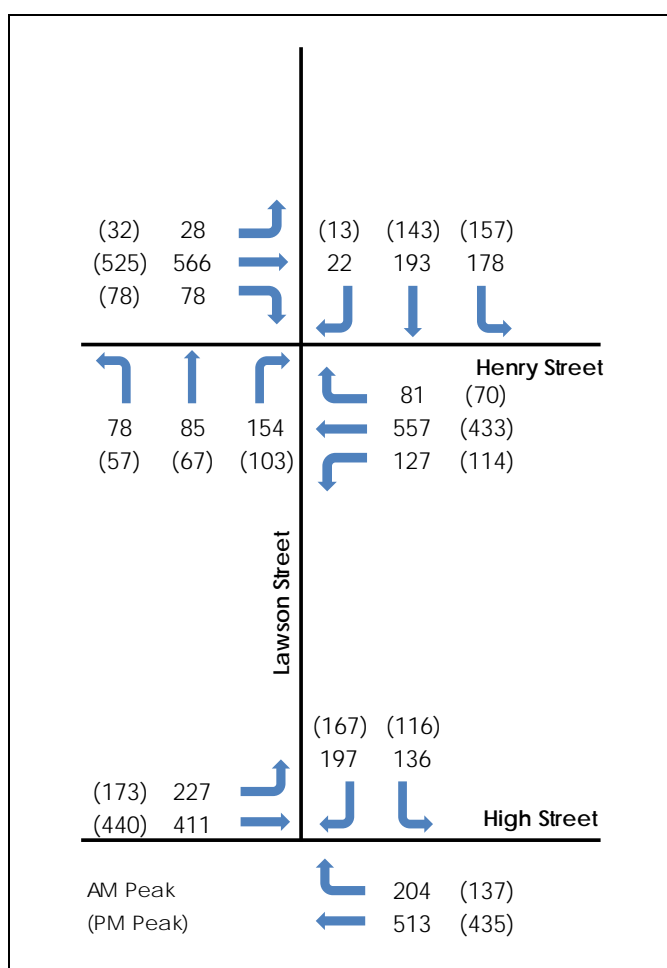 (32) 28 (13) (143) (157)
(525) 566 22 193 178
(78) 78
Henry Street
81 (70)
78 85 154 557 (433)
(57) (67) (103) 127 (114)
Lawson Street
(167) (116)
197 136
(173) 227
(440) 411 High Street
AM Peak 204 (137)
(PM Peak) 513 (435)